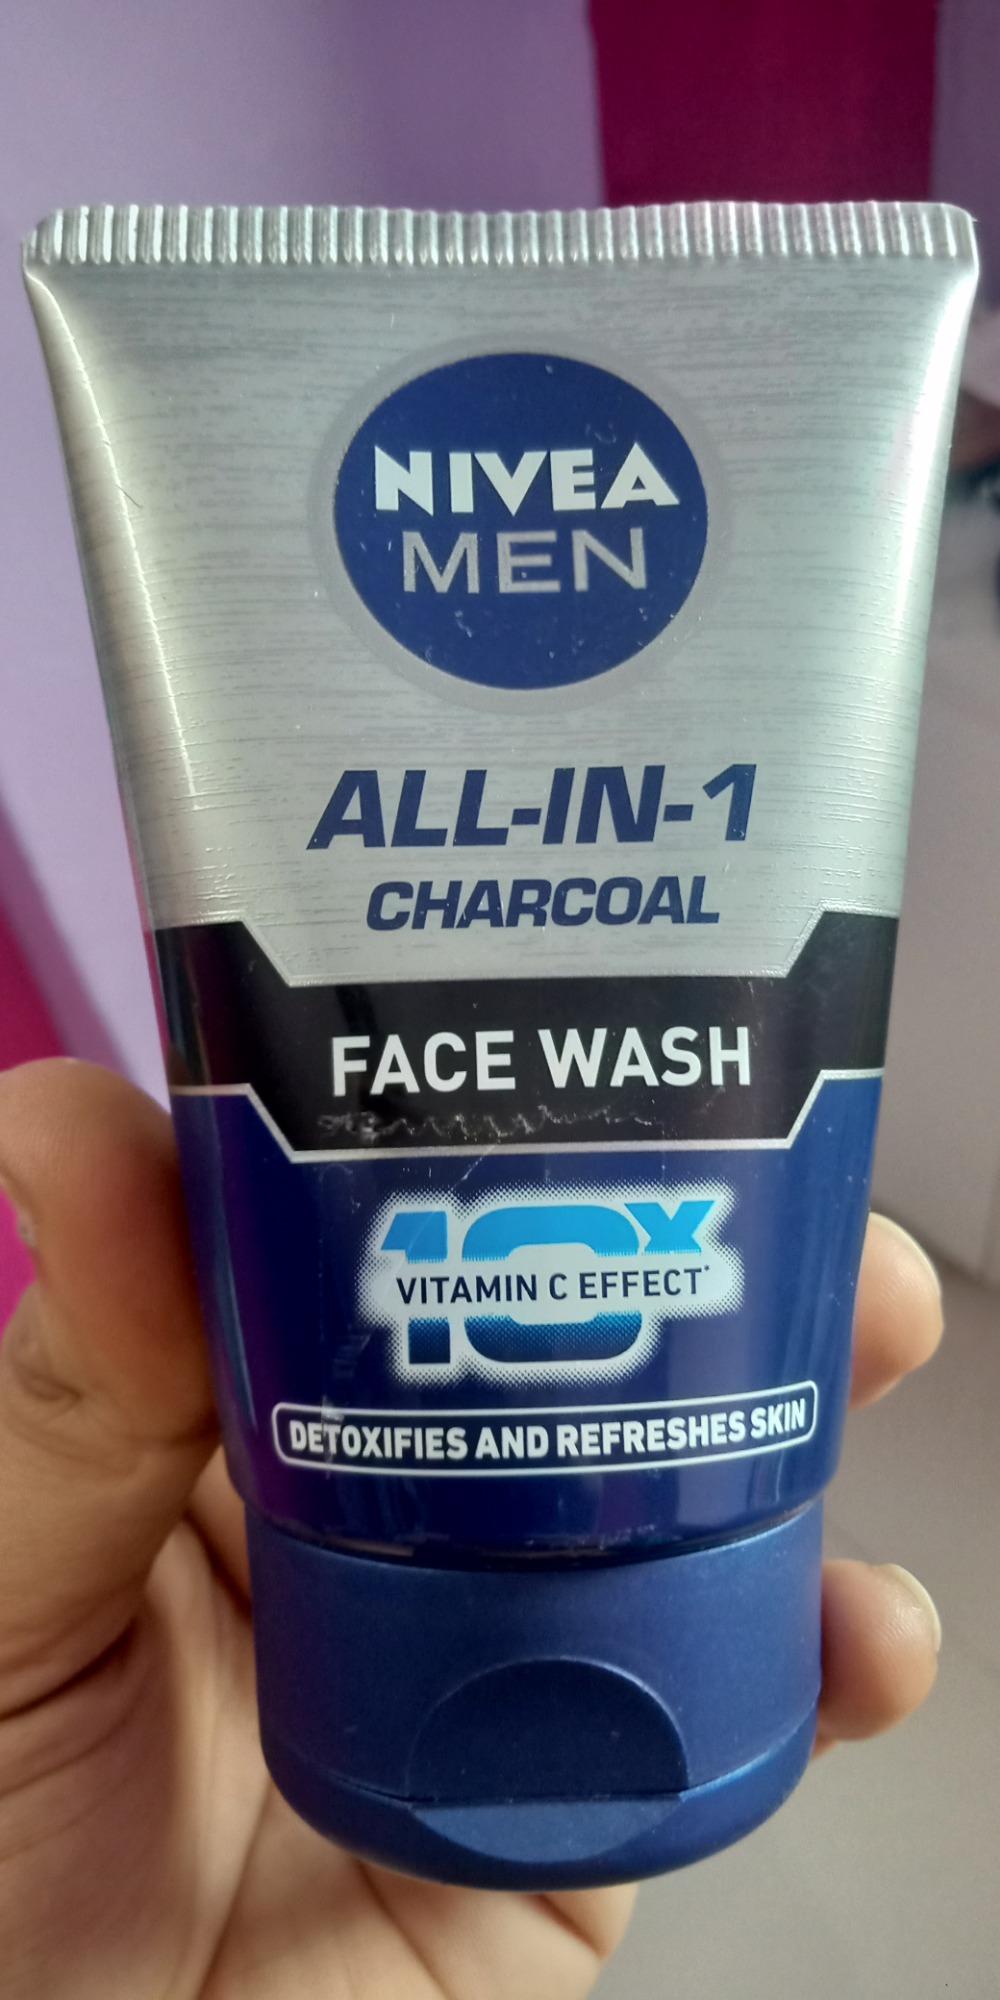 NIVEA
MEN
ALL-IN-1
CHARCOAL
FACE WASH
10X
VITAMIN C EFFECT*
DETOXIFIES AND REFRESHES SKIN